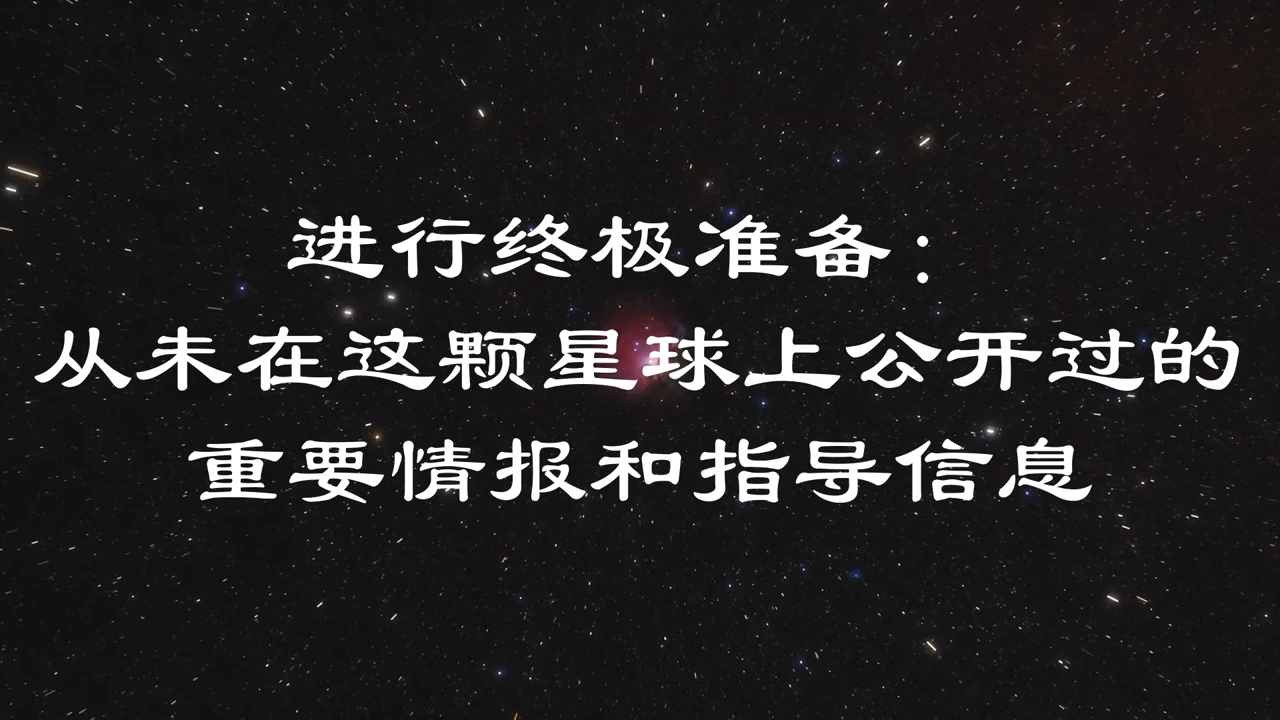 进行终极准备：
从未在这颗星球上公开过的
重要情报和指导信息